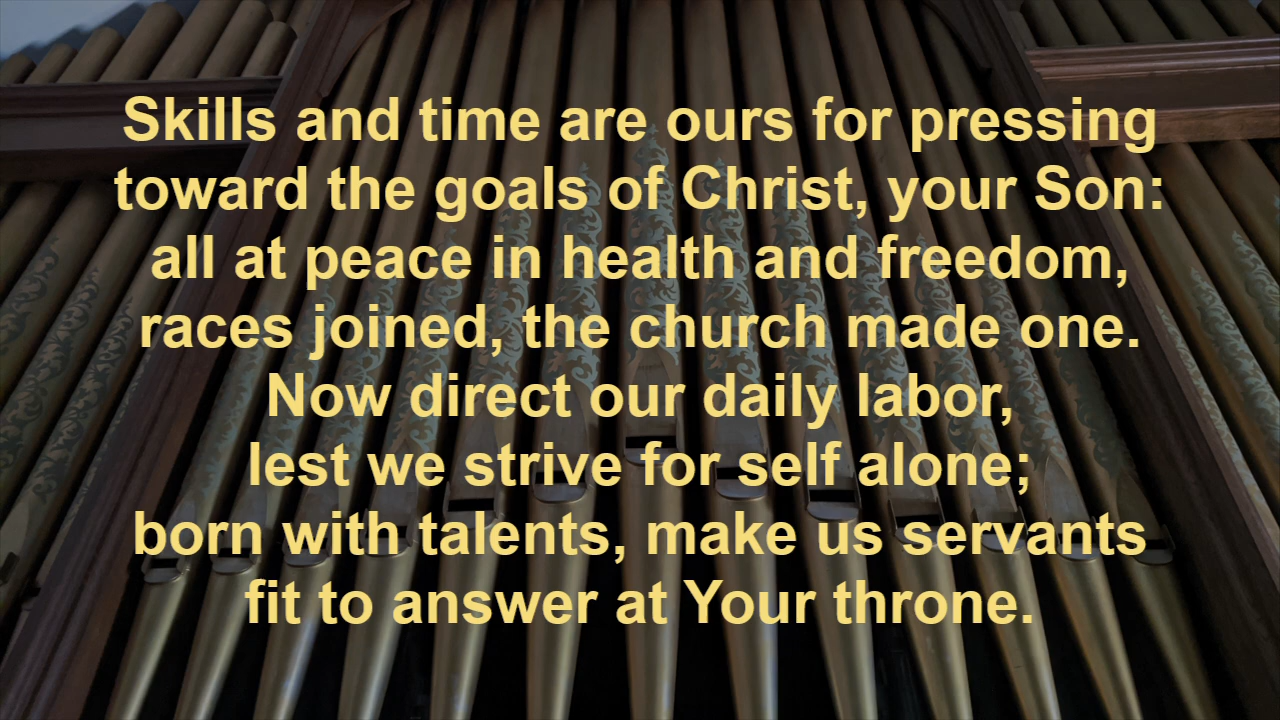 Skills and time are ours for pressing
toward the goals of Christ, your Son:
all at peace in health and freedom,
races joined, the church made one.
Now direct our daily labor,
lest we strive for self alone;
born with talents, make us servants
fit to answer at Your throne.